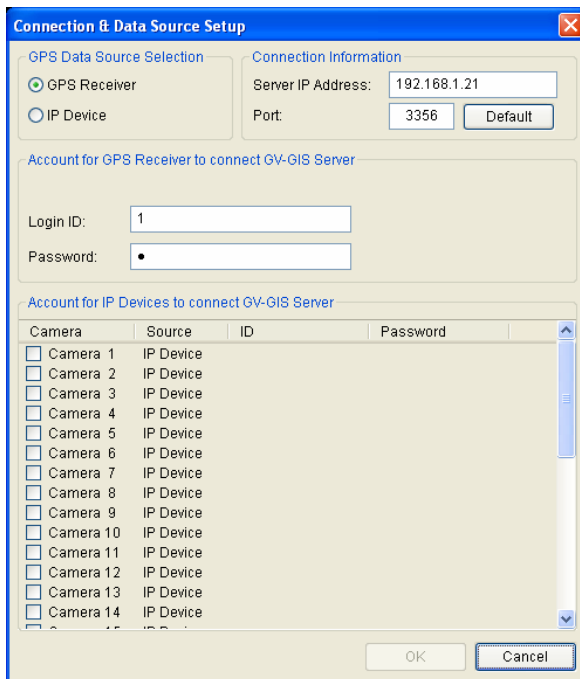 Connection & Data Source Setup
GPS Data Source Selection
GPS Receiver
IP Device
Connection Information
Server IP Address: 192.168.1.21
Port: 3356 Default
Account for GPS Receiver to connect GV-GIS Server
Login ID: 1
Password: •
Account for IP Devices to connect GV-GIS Server
Camera Source ID Password
Camera 1 IP Device
Camera 2 IP Device
Camera 3 IP Device
Camera 4 IP Device
Camera 5 IP Device
Camera 6 IP Device
Camera 7 IP Device
Camera 8 IP Device
Camera 9 IP Device
Camera 10 IP Device
Camera 11 IP Device
Camera 12 IP Device
Camera 13 IP Device
Camera 14 IP Device
OK Cancel